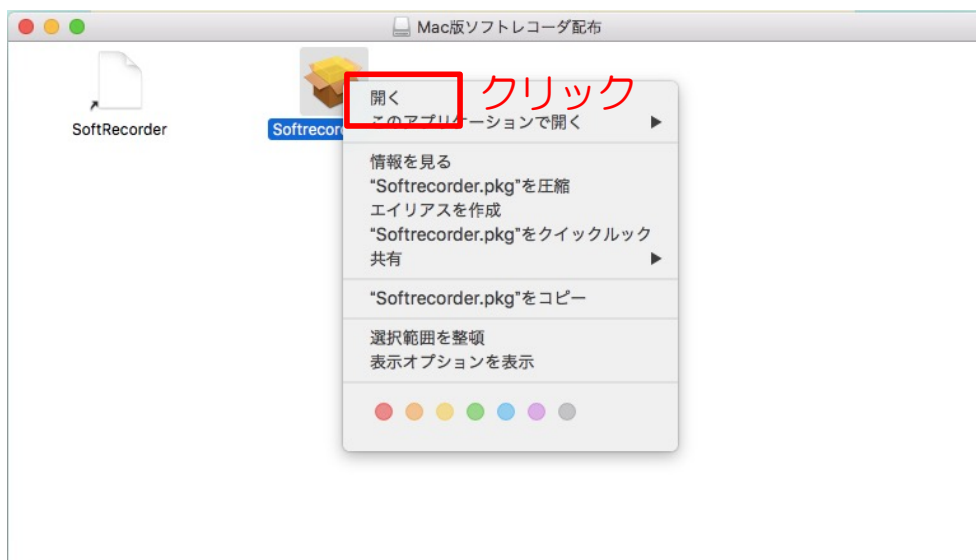 Mac版ソフトレコーダ配布
SoftRecorder
Softrecor
開く
クリック
このアプリケーションで開く
情報を見る
“Softrecorder.pkg”を圧縮
エイリアスを作成
“Softrecorder.pkg”をクイックルック
共有
“Softrecorder.pkg”をコピー
選択範囲を整頓
表示オプションを表示